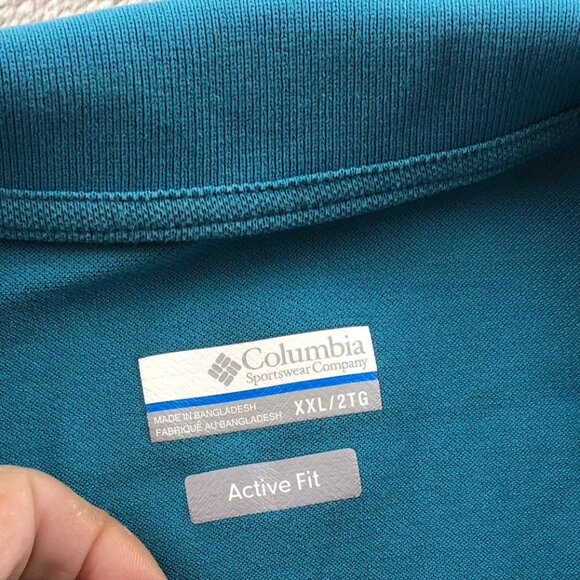 Columbia
Sportswear Company
MADE IN BANGLADESH
FABRIQUÉ AU BANGLADESH
XXL/2TG
Active Fit